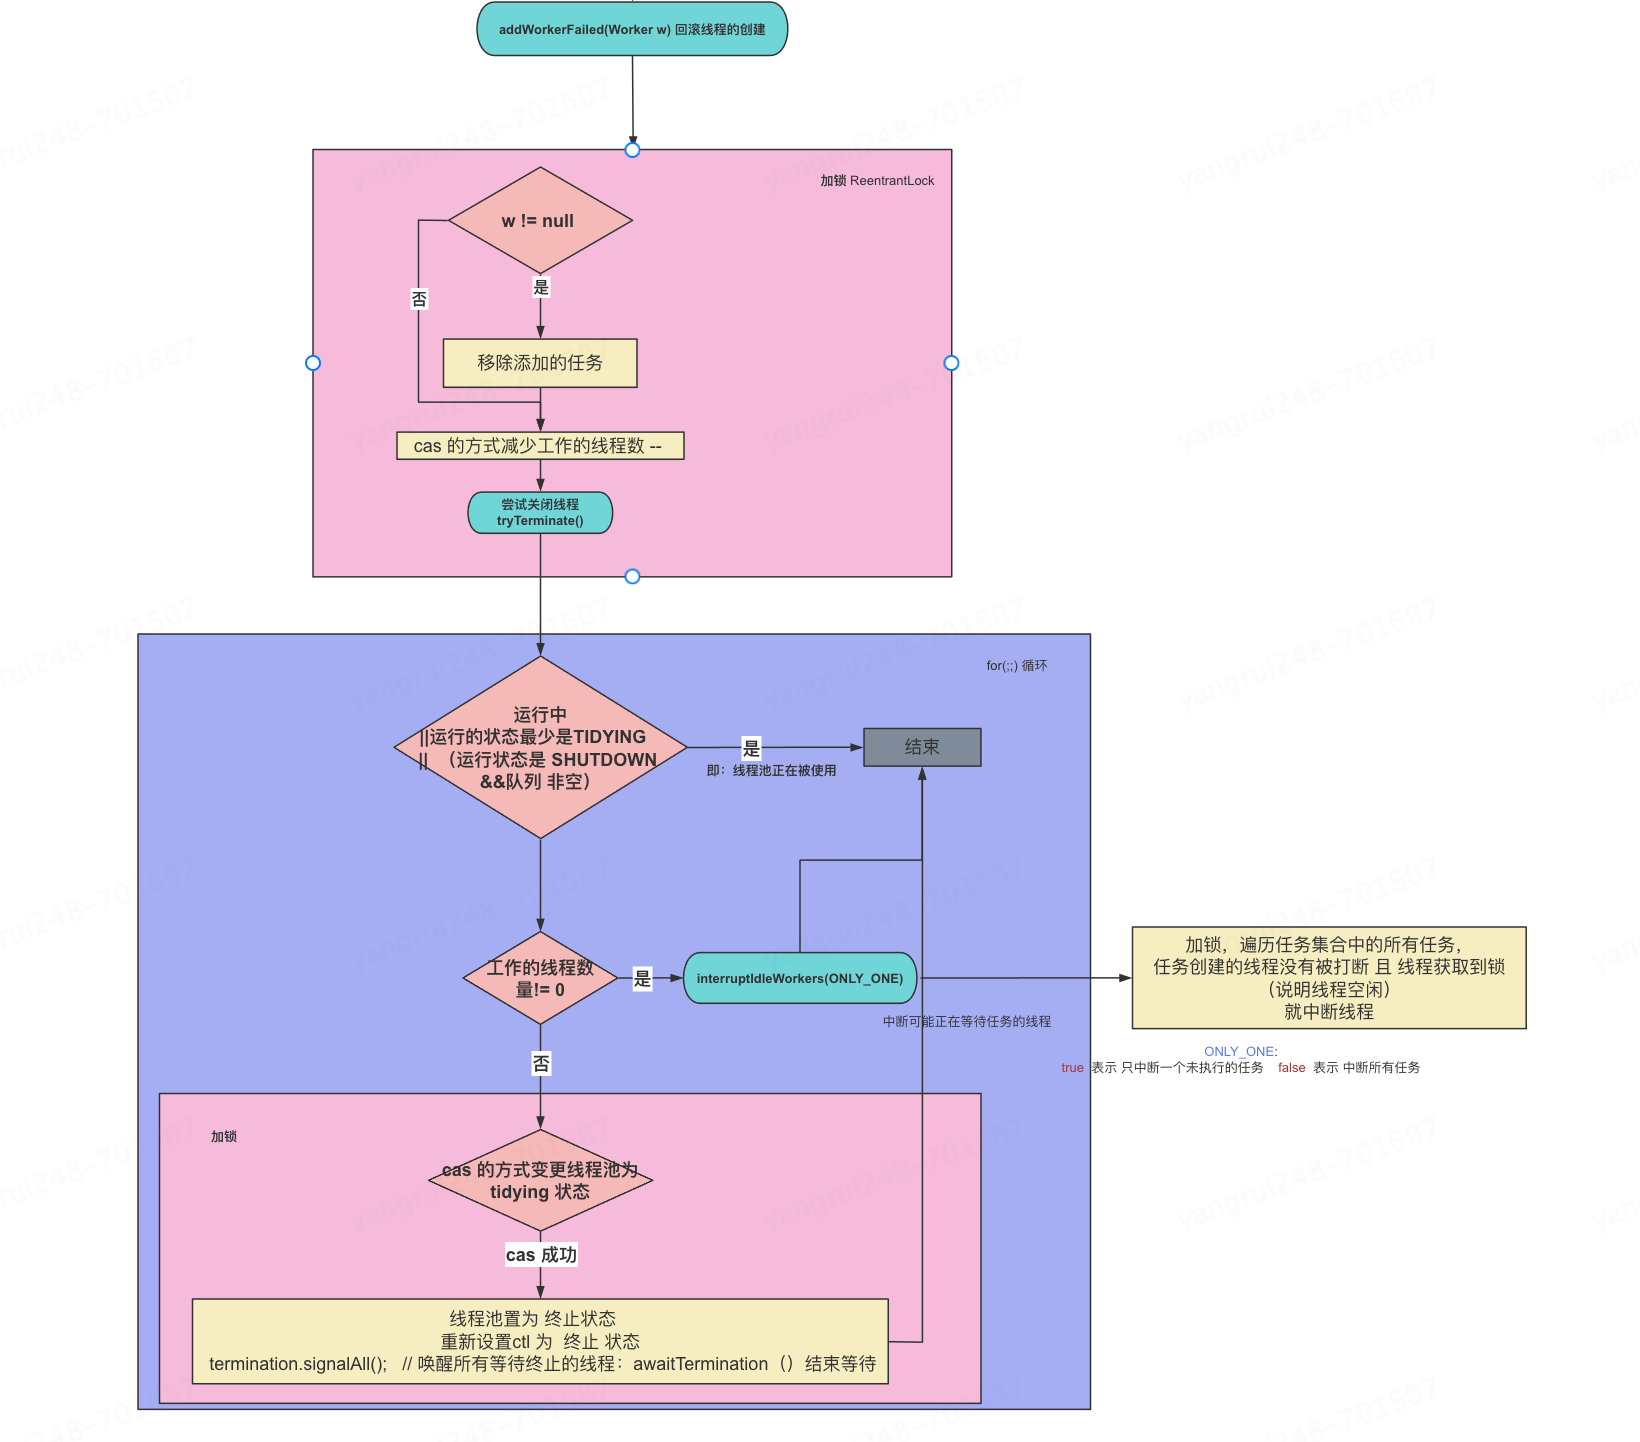 addWorkerFailed(Worker w) 回滚线程的创建
加锁 ReentrantLock
w != null
是
否
移除添加的任务
cas 的方式减少工作的线程数 --
尝试关闭线程
tryTerminate()
for(;;) 循环
运行中
||运行的状态最少是TIDYING
|| （运行状态是 SHUTDOWN
&&队列 非空）
是
即：线程池正在被使用
结束
工作的线程数
量!= 0
是
interruptIdleWorkers(ONLY_ONE)
中断可能正在等待任务的线程
加锁，遍历任务集合中的所有任务，
任务创建的线程没有被打断 且 线程获取到锁
（说明线程空闲）
就中断线程
ONLY_ONE:
true 表示 只中断一个未执行的任务 false 表示 中断所有任务
否
加锁
cas 的方式变更线程池为
tidying 状态
cas 成功
线程池置为 终止状态
重新设置ctl 为 终止 状态
termination.signalAll(); // 唤醒所有等待终止的线程：awaitTermination（）结束等待
yangrui248-701507